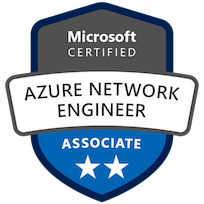 Microsoft
CERTIFIED
AZURE NETWORK
ENGINEER
ASSOCIATE